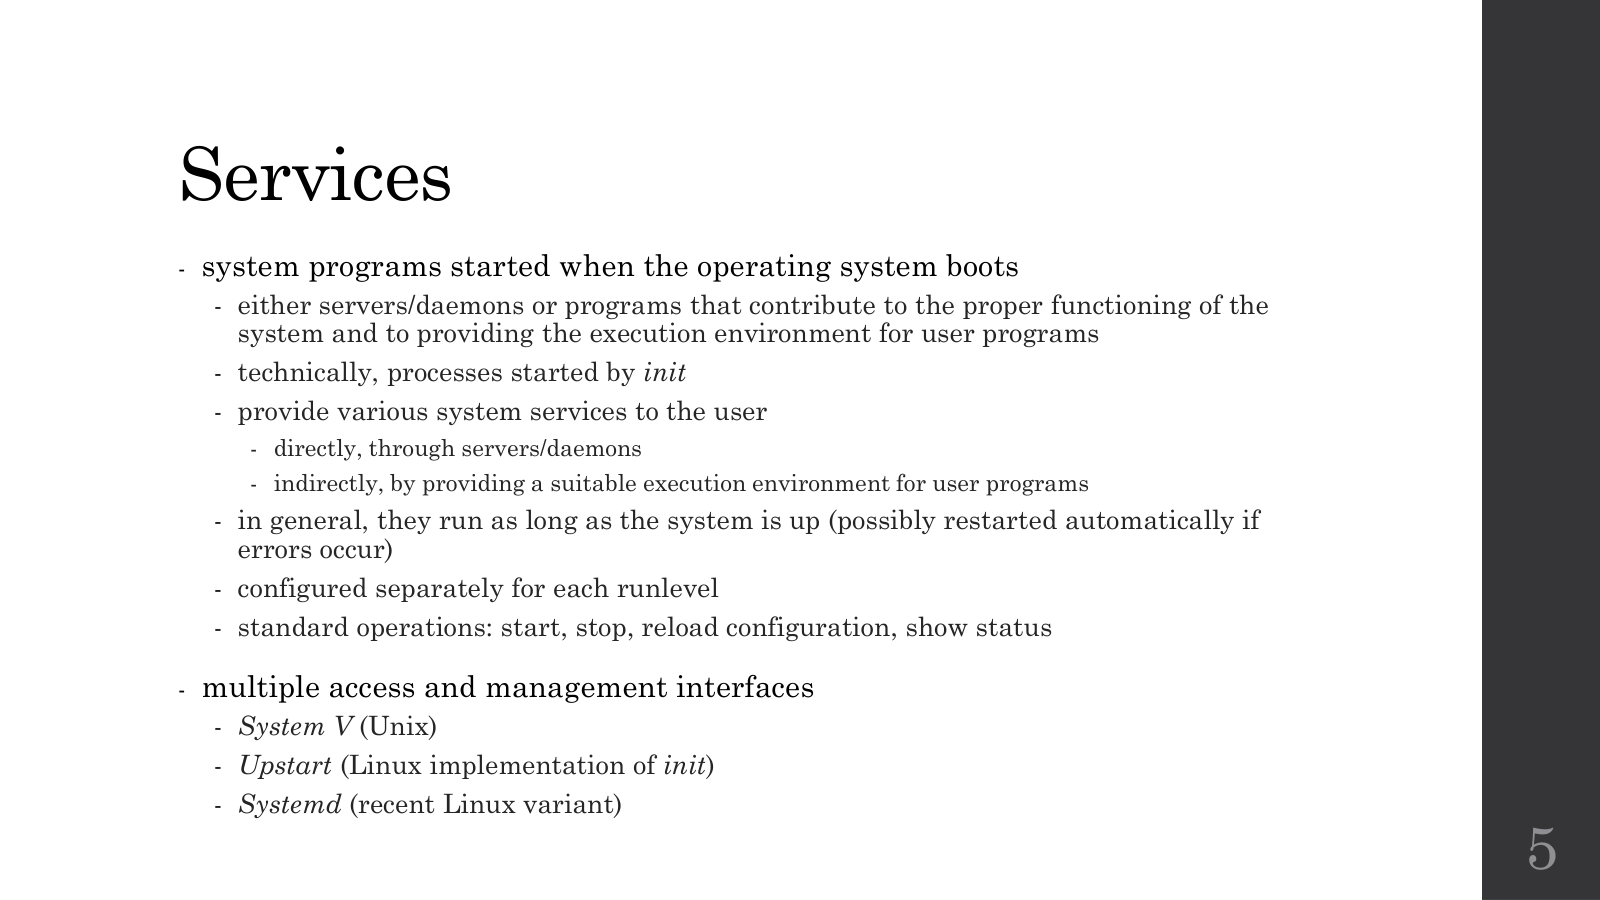 Services
- system programs started when the operating system boots
- either servers/daemons or programs that contribute to the proper functioning of the
system and to providing the execution environment for user programs
- technically, processes started by init
- provide various system services to the user
- directly, through servers/daemons
- indirectly, by providing a suitable execution environment for user programs
- in general, they run as long as the system is up (possibly restarted automatically if
errors occur)
- configured separately for each runlevel
- standard operations: start, stop, reload configuration, show status
- multiple access and management interfaces
- System V (Unix)
- Upstart (Linux implementation of init)
- Systemd (recent Linux variant)
5